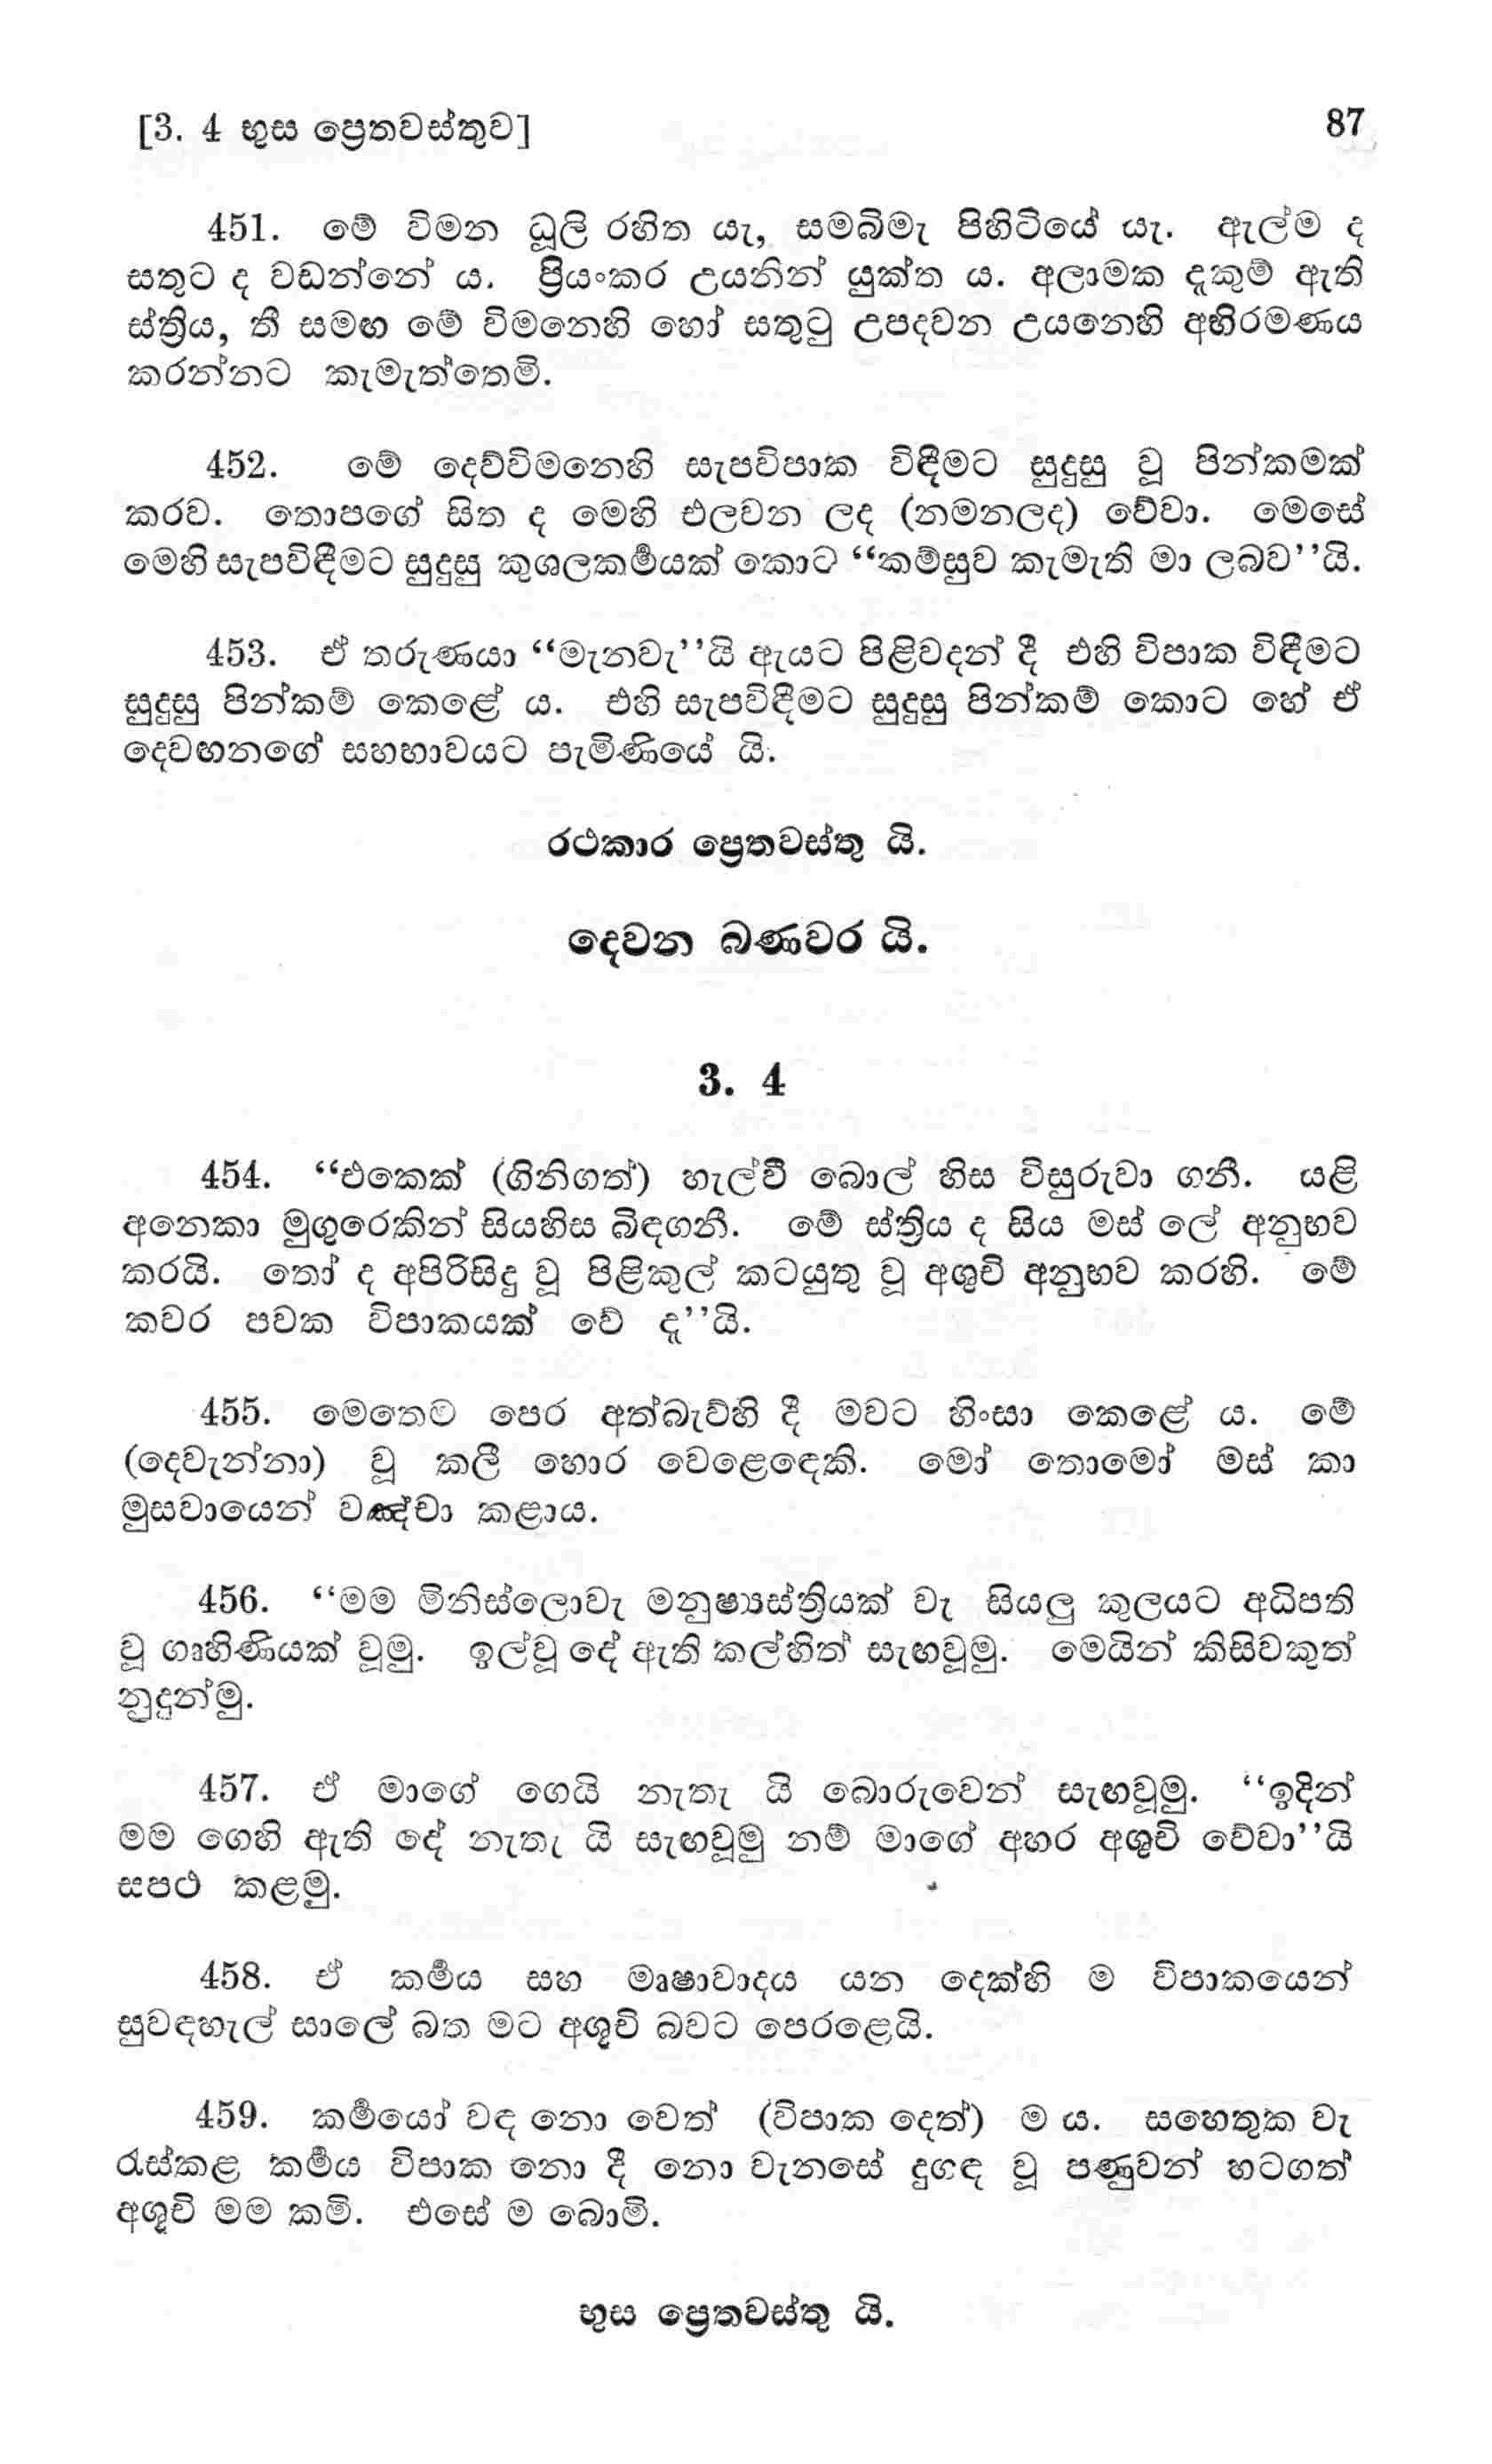 [3. 4 භුස ප්‍රෙතවස්තුව]
87
451. මේ විමන ධූලි රහිත යැ, සමබිමැ පිහිටියේ යැ. ඇල්ම ද
සතුට ද වඩන්නේ ය. ප්‍රියංකර උයනින් යුක්ත ය. අලාමක දැකුම් ඇති
ස්ත්‍රිය, තී සමඟ මේ විමනෙහි හෝ සතුටු උපදවන උයනෙහි අභිරමණය
කරන්නට කැමැත්තෙමි.
452. මේ දෙව්විමනෙහි සැපවිපාක විඳීමට සුදුසු වූ පින්කමක්
කරව. තොපගේ සිත ද මෙහි එලවන ලද (නමනලද) වේවා. මෙසේ
මෙහි සැපවිඳීමට සුදුසු කුශලකර්‍මයක් කොට “කම්සුව කැමැති මා ලබව”යි.
453. ඒ තරුණයා “මැනවැ”යි ඇයට පිළිවදන් දී එහි විපාක විඳීමට
සුදුසු පින්කම් කෙළේ ය. එහි සැපවිඳීමට සුදුසු පින්කම් කොට හේ ඒ
දෙවඟනගේ සහභාවයට පැමිණියේ යි.
රථකාර ප්‍රෙතවස්තු යි.
දෙවන බණවර යි.
3. 4
454. “එකෙක් (ගිනිගත්) හැල්වී බොල් හිස විසුරුවා ගනී. යළි
අනෙකා මුගුරෙකින් සියහිස බිඳගනී. මේ ස්ත්‍රිය ද සිය මස් ලේ අනුභව
කරයි. තෝ ද අපිරිසිදු වූ පිළිකුල් කටයුතු වූ අශුචි අනුභව කරහි. මේ
කවර පවක විපාකයක් වේ දැ”යි.
455. මෙතෙම පෙර අත්බැව්හි දී මවට හිංසා කෙළේ ය. මේ
(දෙවැන්නා) වූ කලී හොර වෙළෙඳෙකි. මෝ තොමෝ මස් කා
මුසවායෙන් වඤ්චා කළාය.
456. “මම මිනිස්ලොවැ මනුෂ්‍යස්ත්‍රියක් වැ සියලු කුලයට අධිපති
වූ ගෘහිණියක් වූමු. ඉල්වූ දේ ඇති කල්හිත් සැඟවූමු. මෙයින් කිසිවකුත්
නුදුන්මු.
457. ඒ මාගේ ගෙයි නැතැ යි බොරුවෙන් සැඟවූමු. “ඉදින්
මම ගෙහි ඇති දේ නැතැ යි සැඟවූමු නම් මාගේ අහර අශුචි වේවා”යි
සපථ කළමු.
458. ඒ කර්‍මය සහ මෘෂාවාදය යන දෙක්හි ම විපාකයෙන්
සුවඳහැල් සාලේ බත මට අශූචි බවට පෙරළෙයි.
459. කර්‍මයෝ වඳ නො වෙත් (විපාක දෙත්) ම ය. සහෙතුක වැ
රැස්කළ කර්‍මය විපාක නො දී නො වැනසේ දුගඳ වූ පණුවන් හටගත්
අශූචි මම කමි. එසේ ම බොමි.
භුස ප්‍රෙතවස්තු යි.